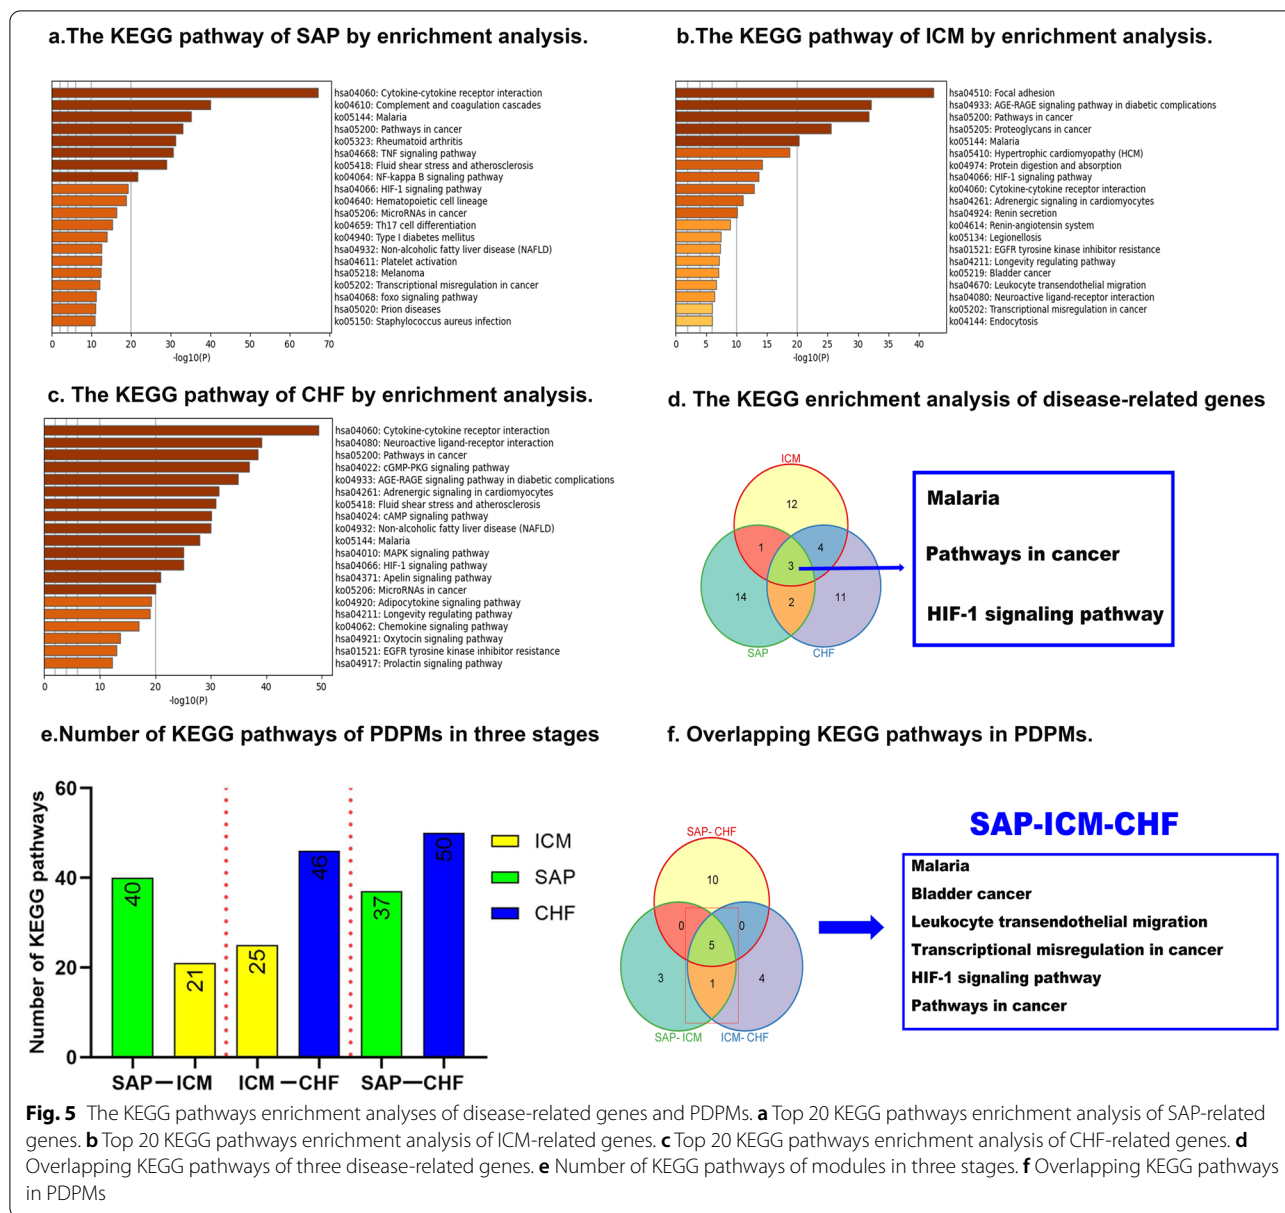 a.The KEGG pathway of SAP by enrichment analysis.
hsa04060: Cytokine-cytokine receptor interaction
ko04610: Complement and coagulation cascades
ko05144: Malaria
hsa05200: Pathways in cancer
ko05323: Rheumatoid arthritis
hsa04668: TNF signaling pathway
ko05418: Fluid shear stress and atherosclerosis
ko04064: NF-kappa B signaling pathway
hsa04066: HIF-1 signaling pathway
ko04640: Hematopoietic cell lineage
hsa05206: MicroRNAs in cancer
ko04659: Th17 cell differentiation
ko04940: Type I diabetes mellitus
hsa04932: Non-alcoholic fatty liver disease (NAFLD)
hsa04611: Platelet activation
hsa05218: Melanoma
ko05202: Transcriptional misregulation in cancer
hsa04068: foxo signaling pathway
hsa05020: Prion diseases
ko05150: Staphylococcus aureus infection
0 10 20 30 40 50 60 70
-log10(P)
b.The KEGG pathway of ICM by enrichment analysis.
hsa04510: Focal adhesion
hsa04933: AGE-RAGE signaling pathway in diabetic complications
hsa05200: Pathways in cancer
hsa05205: Proteoglycans in cancer
ko05144: Malaria
hsa05410: Hypertrophic cardiomyopathy (HCM)
ko04974: Protein digestion and absorption
hsa04066: HIF-1 signaling pathway
ko04060: Cytokine-cytokine receptor interaction
hsa04261: Adrenergic signaling in cardiomyocytes
hsa04924: Renin secretion
ko04614: Renin-angiotensin system
ko05134: Legionellosis
hsa01521: EGFR tyrosine kinase inhibitor resistance
hsa04211: Longevity regulating pathway
ko05219: Bladder cancer
hsa04670: Leukocyte transendothelial migration
hsa04080: Neuroactive ligand-receptor interaction
ko05202: Transcriptional misregulation in cancer
ko04144: Endocytosis
0 5 10 15 20 25 30 35 40
-log10(P)
c. The KEGG pathway of CHF by enrichment analysis.
hsa04060: Cytokine-cytokine receptor interaction
hsa04080: Neuroactive ligand-receptor interaction
hsa05200: Pathways in cancer
hsa04022: cGMP-PKG signaling pathway
ko04933: AGE-RAGE signaling pathway in diabetic complications
hsa04261: Adrenergic signaling in cardiomyocytes
ko05418: Fluid shear stress and atherosclerosis
hsa04024: cAMP signaling pathway
ko04932: Non-alcoholic fatty liver disease (NAFLD)
ko05144: Malaria
hsa04010: MAPK signaling pathway
hsa04066: HIF-1 signaling pathway
hsa04371: Apelin signaling pathway
ko05206: MicroRNAs in cancer
ko04920: Adipocytokine signaling pathway
hsa04211: Longevity regulating pathway
ko04062: Chemokine signaling pathway
hsa04921: Oxytocin signaling pathway
hsa01521: EGFR tyrosine kinase inhibitor resistance
hsa04917: Prolactin signaling pathway
0 10 20 30 40 50
-log10(P)
d. The KEGG enrichment analysis of disease-related genes
ICM
12
1 4
3
14 2 11
SAP CHF
Malaria
Pathways in cancer
HIF-1 signaling pathway
e.Number of KEGG pathways of PDPMs in three stages
Number of KEGG pathways
60
40
20
0
40
21
25
46
37
50
ICM
SAP
CHF
SAP—ICM ICM—CHF SAP—CHF
f. Overlapping KEGG pathways in PDPMs.
SAP- CHF
10
0 0
5
3 1 4
SAP- ICM ICM- CHF
SAP-ICM-CHF
Malaria
Bladder cancer
Leukocyte transendothelial migration
Transcriptional misregulation in cancer
HIF-1 signaling pathway
Pathways in cancer
Fig. 5 The KEGG pathways enrichment analyses of disease-related genes and PDPMs. a Top 20 KEGG pathways enrichment analysis of SAP-related
genes. b Top 20 KEGG pathways enrichment analysis of ICM-related genes. c Top 20 KEGG pathways enrichment analysis of CHF-related genes. d
Overlapping KEGG pathways of three disease-related genes. e Number of KEGG pathways of modules in three stages. f Overlapping KEGG pathways
in PDPMs